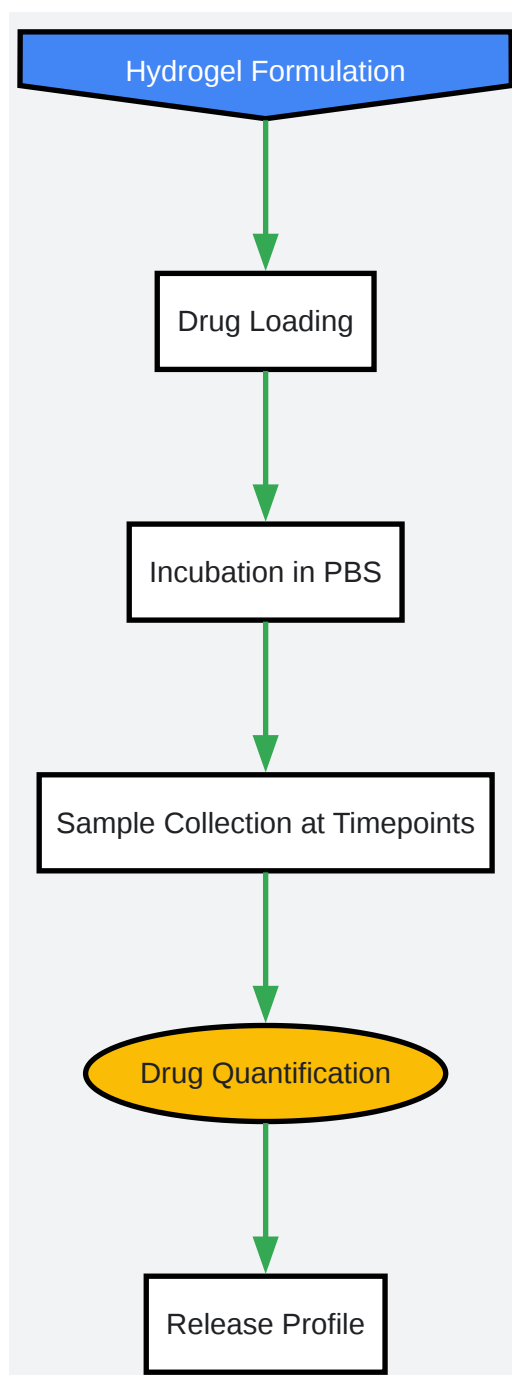 Hydrogel Formulation
Drug Loading
Incubation in PBS
Sample Collection at Timepoints
Drug Quantification
Release Profile